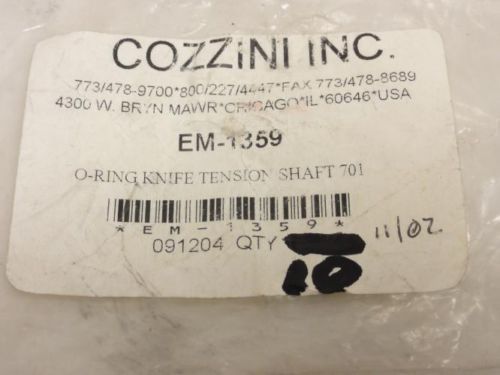 COZZINI INC.
773/478-9700*800/227/4447*FAX 773/478-8689
4300 W. BRYN MAWR*CHICAGO*IL*60646*USA
EM-1359
O-RING KNIFE TENSION SHAFT 701
*EM-1359*
091204 QTY 11/02
10